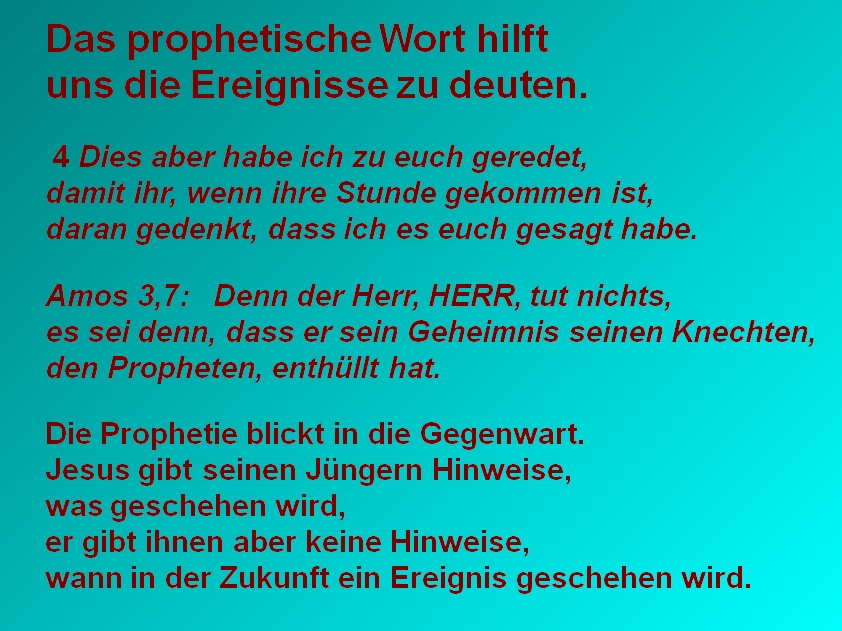 Das prophetische Wort hilft
uns die Ereignisse zu deuten.
4 Dies aber habe ich zu euch geredet,
damit ihr, wenn ihre Stunde gekommen ist,
daran gedenkt, dass ich es euch gesagt habe.
Amos 3,7: Denn der Herr, HERR, tut nichts,
es sei denn, dass er sein Geheimnis seinen Knechten,
den Propheten, enthüllt hat.
Die Prophetie blickt in die Gegenwart.
Jesus gibt seinen Jüngern Hinweise,
was geschehen wird,
er gibt ihnen aber keine Hinweise,
wann in der Zukunft ein Ereignis geschehen wird.